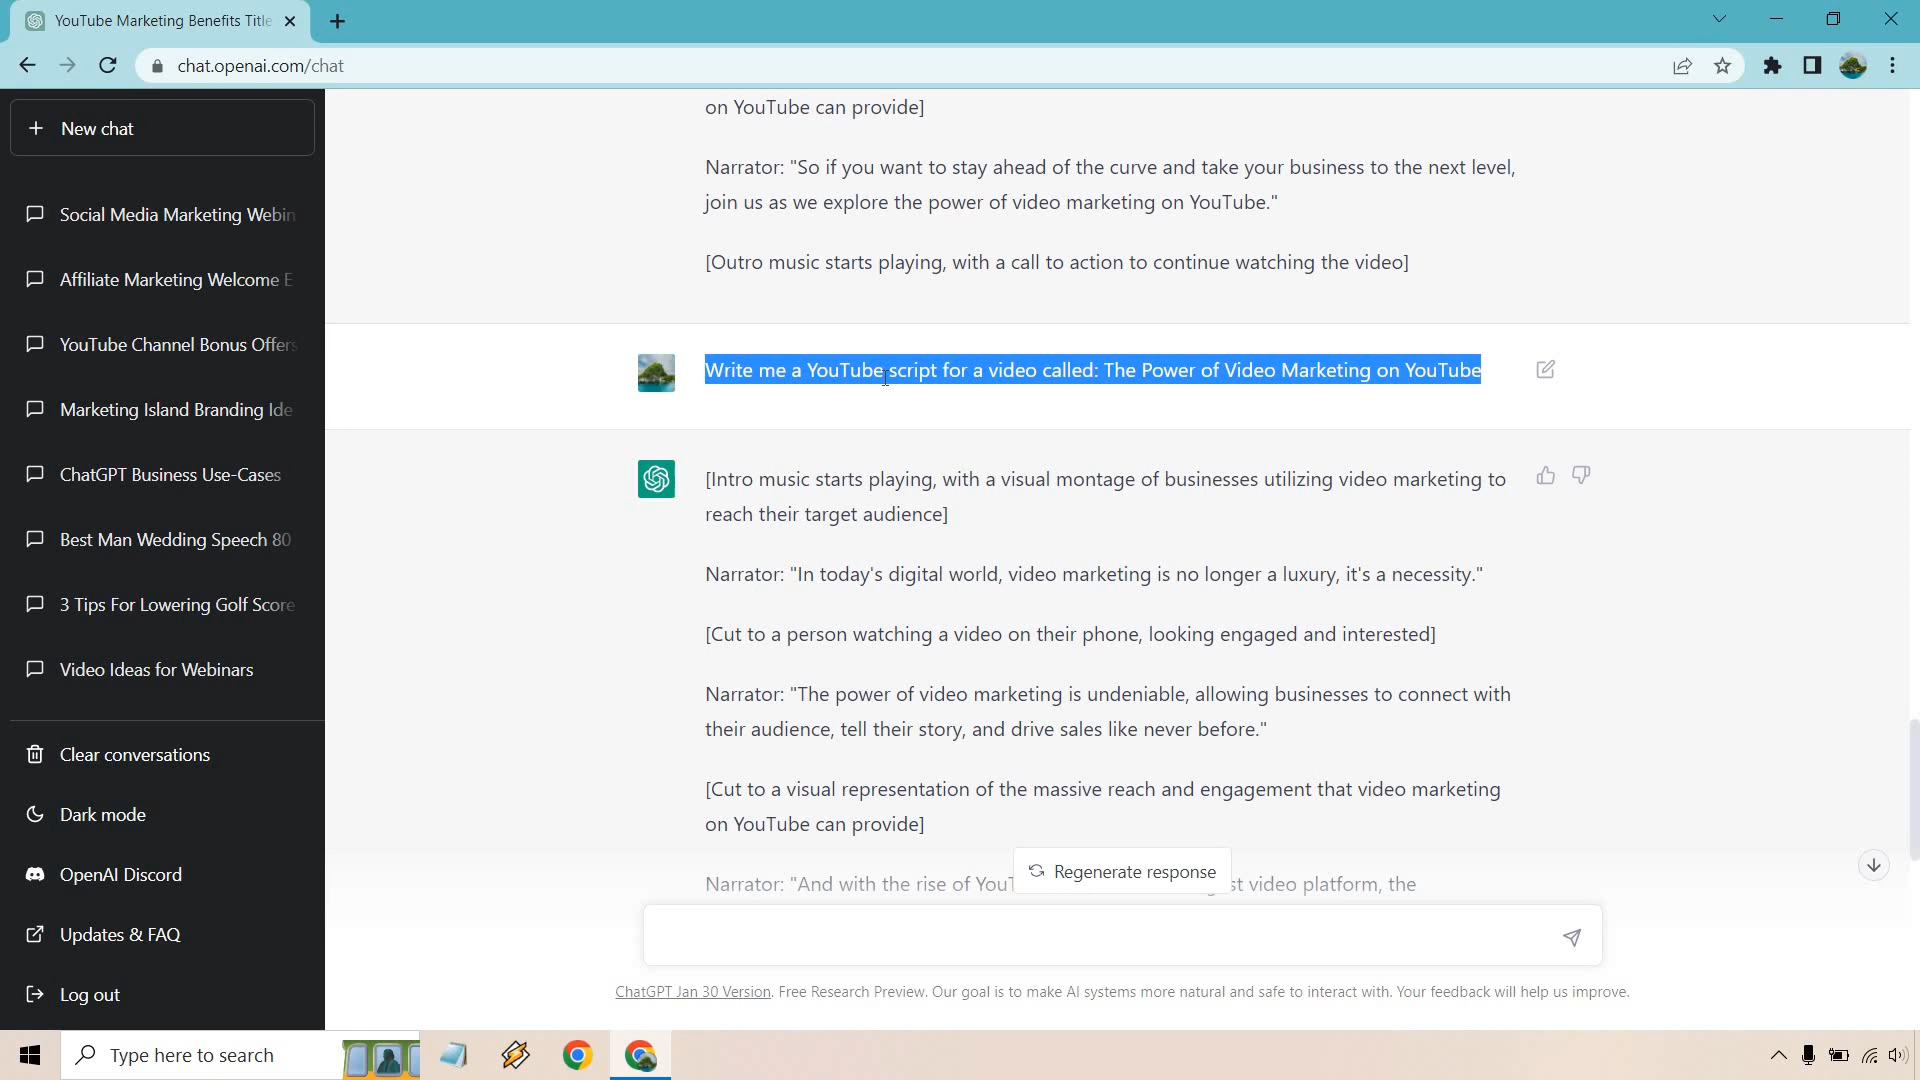 YouTube Marketing Benefits Title
chat.openai.com/chat
New chat
Social Media Marketing Webin
Affiliate Marketing Welcome E
YouTube Channel Bonus Offers
Marketing Island Branding Ide
ChatGPT Business Use-Cases
Best Man Wedding Speech 80
3 Tips For Lowering Golf Score
Video Ideas for Webinars
Clear conversations
Dark mode
OpenAI Discord
Updates & FAQ
Log out
on YouTube can provide]
Narrator: "So if you want to stay ahead of the curve and take your business to the next level,
join us as we explore the power of video marketing on YouTube."
[Outro music starts playing, with a call to action to continue watching the video]
Write me a YouTube script for a video called: The Power of Video Marketing on YouTube
[Intro music starts playing, with a visual montage of businesses utilizing video marketing to
reach their target audience]
Narrator: "In today's digital world, video marketing is no longer a luxury, it's a necessity."
[Cut to a person watching a video on their phone, looking engaged and interested]
Narrator: "The power of video marketing is undeniable, allowing businesses to connect with
their audience, tell their story, and drive sales like never before."
[Cut to a visual representation of the massive reach and engagement that video marketing
on YouTube can provide]
Narrator: "And with the rise of You st video platform, the
Regenerate response
ChatGPT Jan 30 Version. Free Research Preview. Our goal is to make AI systems more natural and safe to interact with. Your feedback will help us improve.
Type here to search